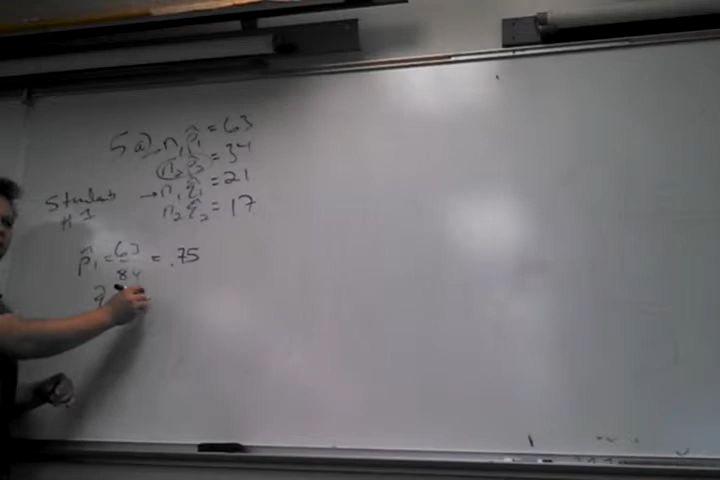 5 a) n₁p̂₁ = 63
n₂p̂₂ = 34
→ n₁q̂₁ = 21
n₂q̂₂ = 17
Student
#1
p̂₁ = 63/84 = .75